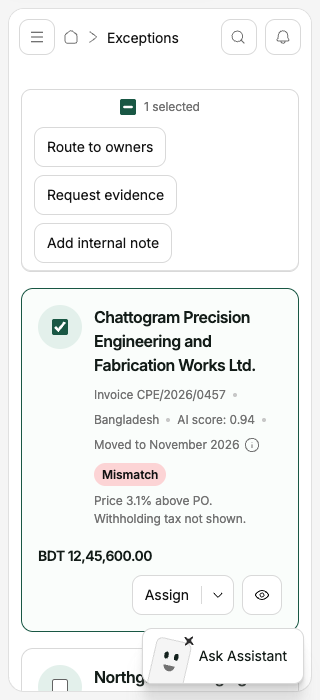 Exceptions
1 selected
Route to owners
Request evidence
Add internal note
Chattogram Precision
Engineering and
Fabrication Works Ltd.
Invoice CPE/2026/0457 •
Bangladesh • AI score: 0.94 •
Moved to November 2026
Mismatch
Price 3.1% above PO.
Withholding tax not shown.
BDT 12,45,600.00
Assign
Ask Assistant